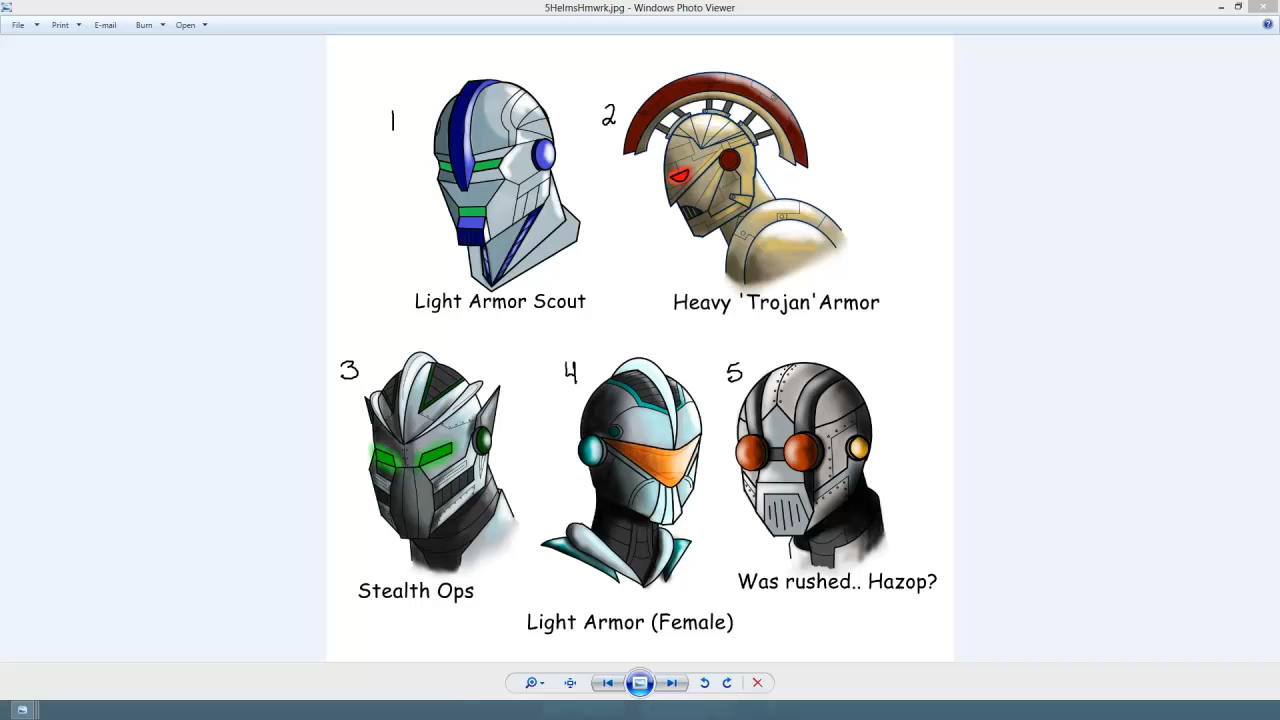 5HelmsHmwrk.jpg - Windows Photo Viewer
File Print E-mail Burn Open
1
2
Light Armor Scout
Heavy 'Trojan'Armor
3
4
5
Stealth Ops
Was rushed.. Hazop?
Light Armor (Female)